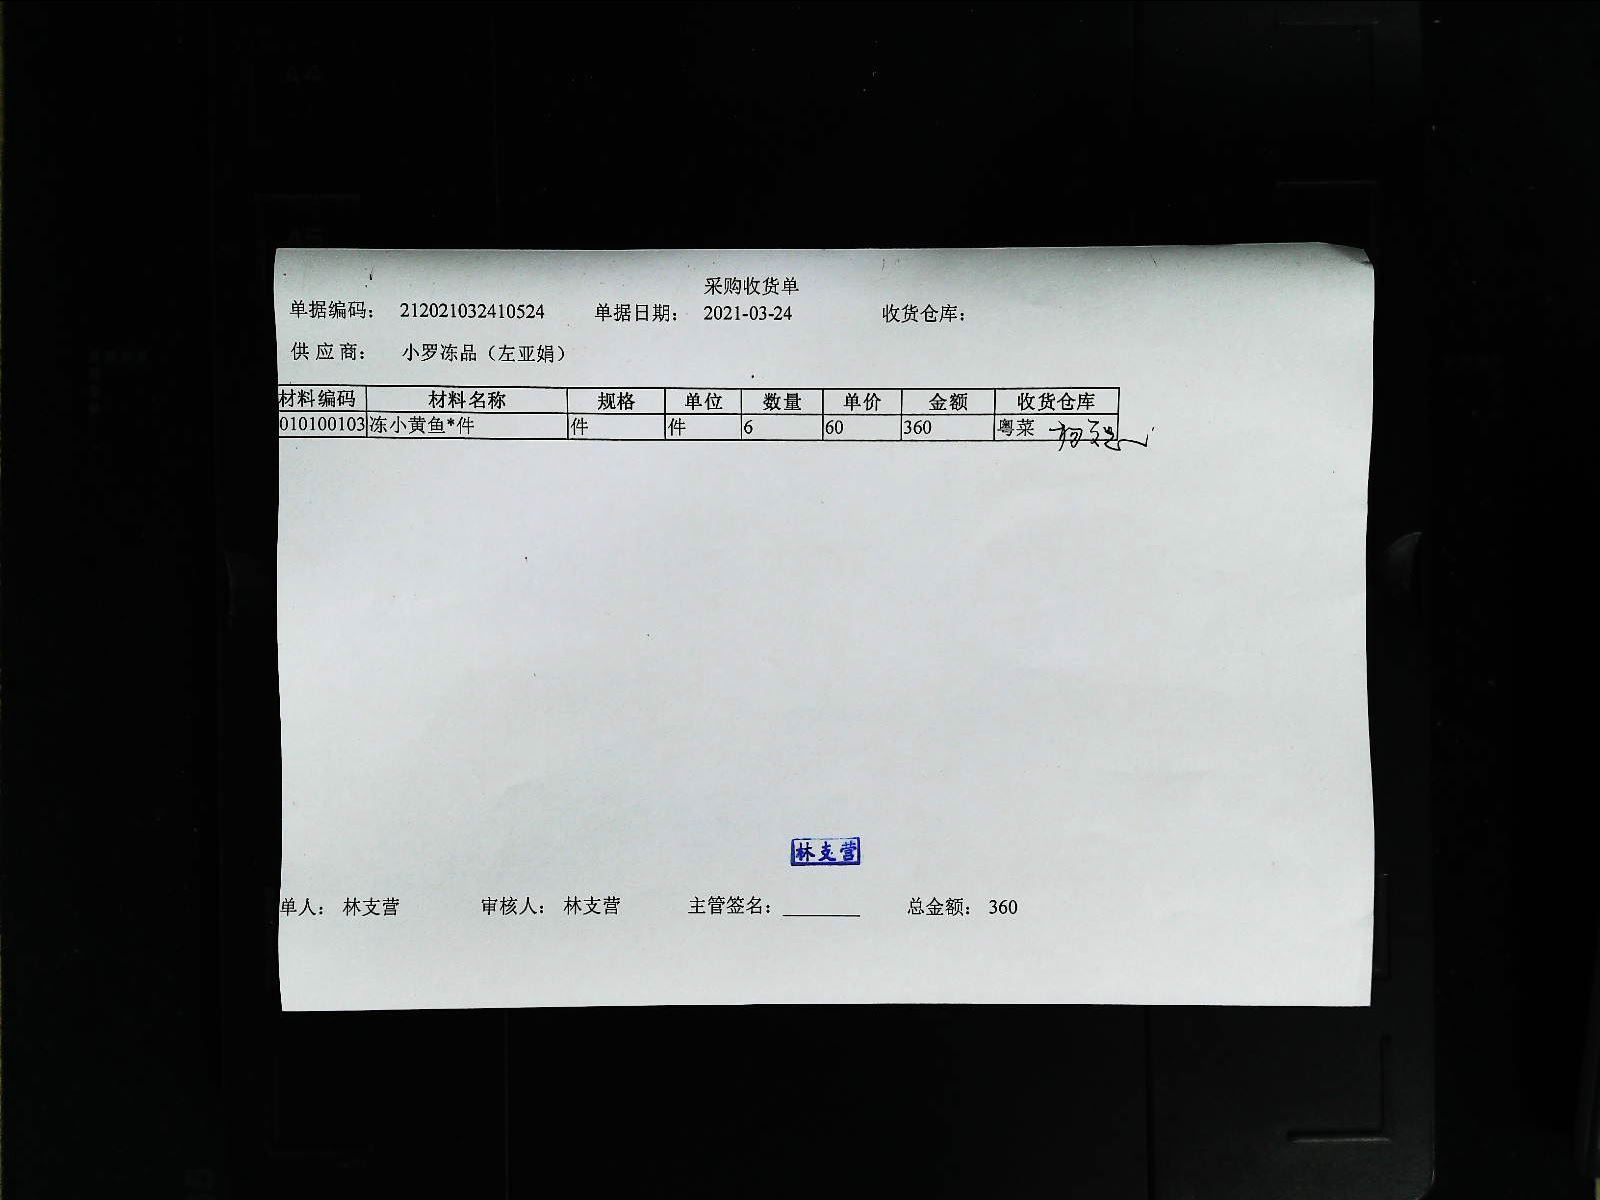 采购收货单
单据编码： 212021032410524 单据日期： 2021-03-24 收货仓库：
供 应 商： 小罗冻品（左亚娟）
材料编码 材料名称 规格 单位 数量 单价 金额 收货仓库
010100103 冻小黄鱼*件 件 件 6 60 360 粤菜
林支营
单人： 林支营 审核人： 林支营 主管签名：________ 总金额： 360